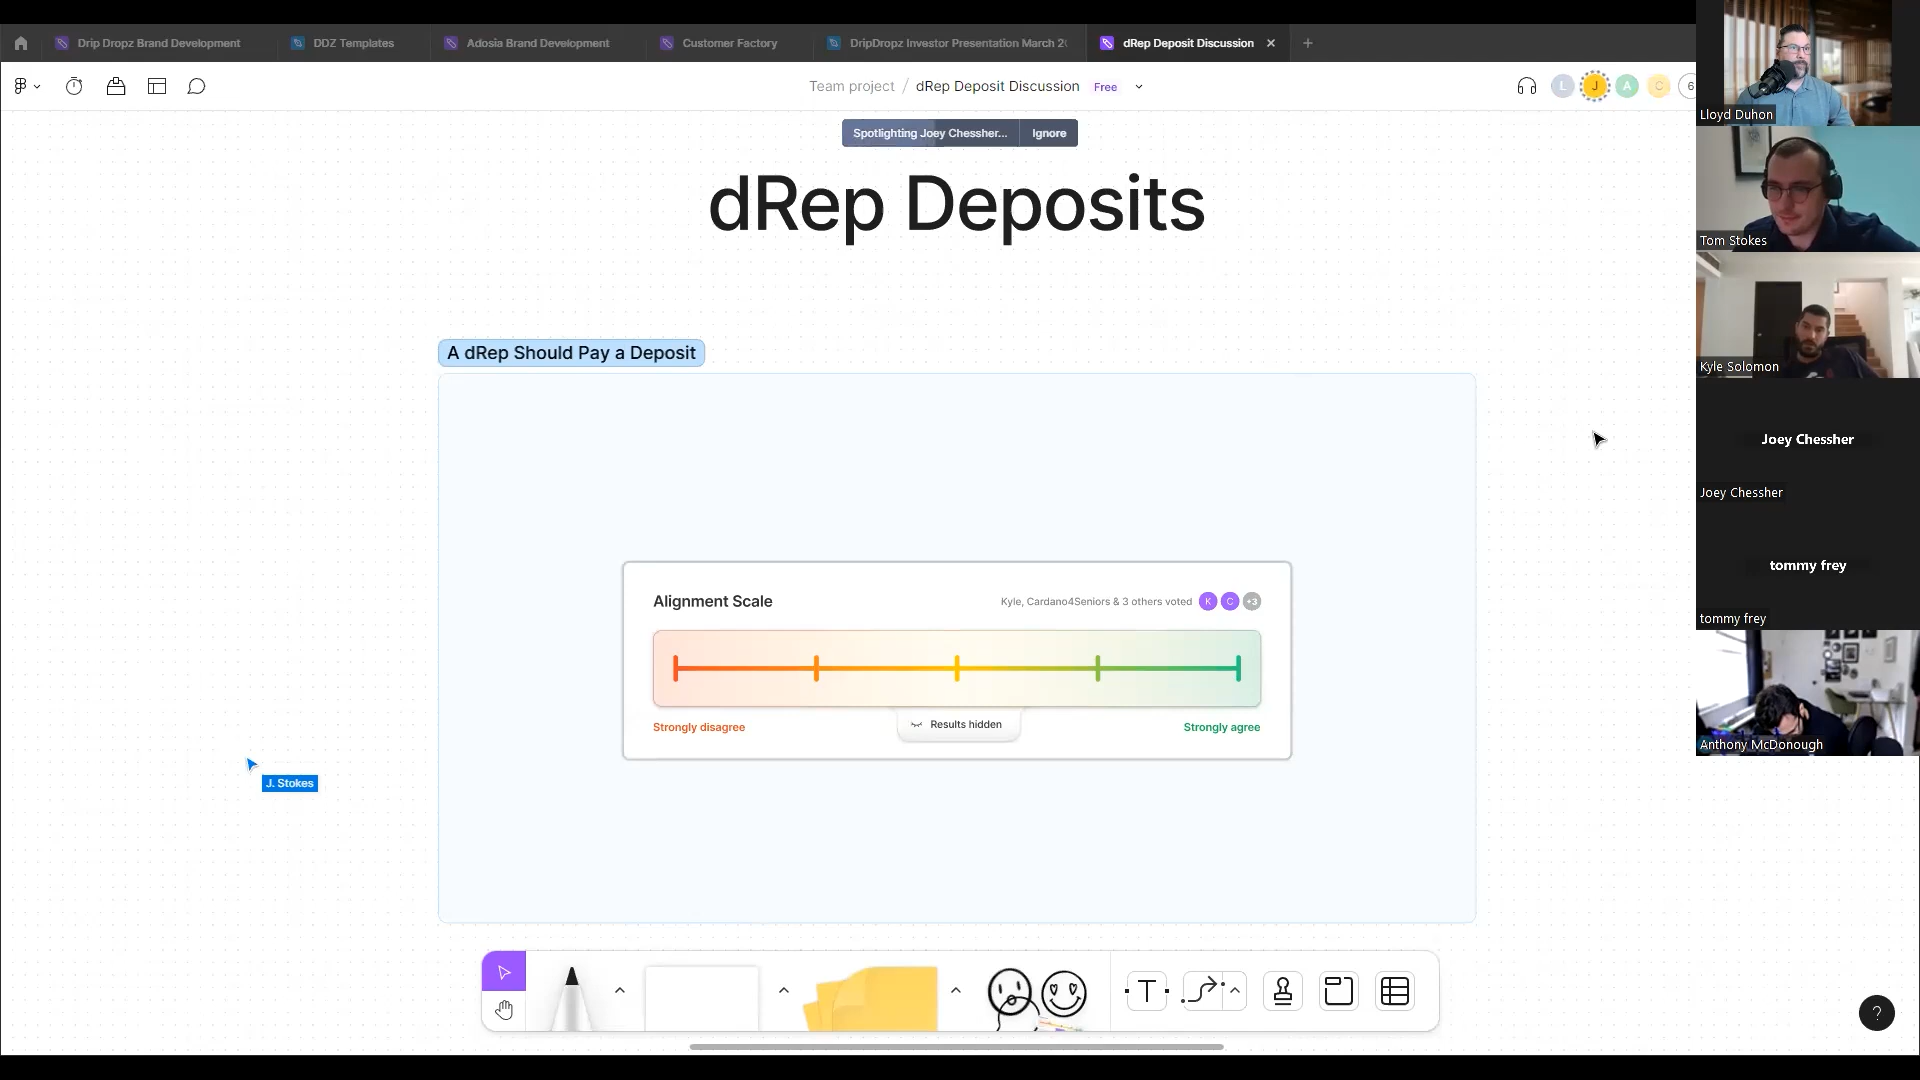 Drip Dropz Brand Development
DDZ Templates
Adosia Brand Development
Customer Factory
DripDropz Investor Presentation March 20
dRep Deposit Discussion
Team project / dRep Deposit Discussion Free
L J A C 6
Spotlighting Joey Chessher... Ignore
dRep Deposits
A dRep Should Pay a Deposit
Alignment Scale
Kyle, Cardano4Seniors & 3 others voted K C +3
Strongly disagree
Results hidden
Strongly agree
J. Stokes
T
?
Lloyd Duhon
Tom Stokes
Kyle Solomon
Joey Chessher
Joey Chessher
tommy frey
tommy frey
Anthony McDonough